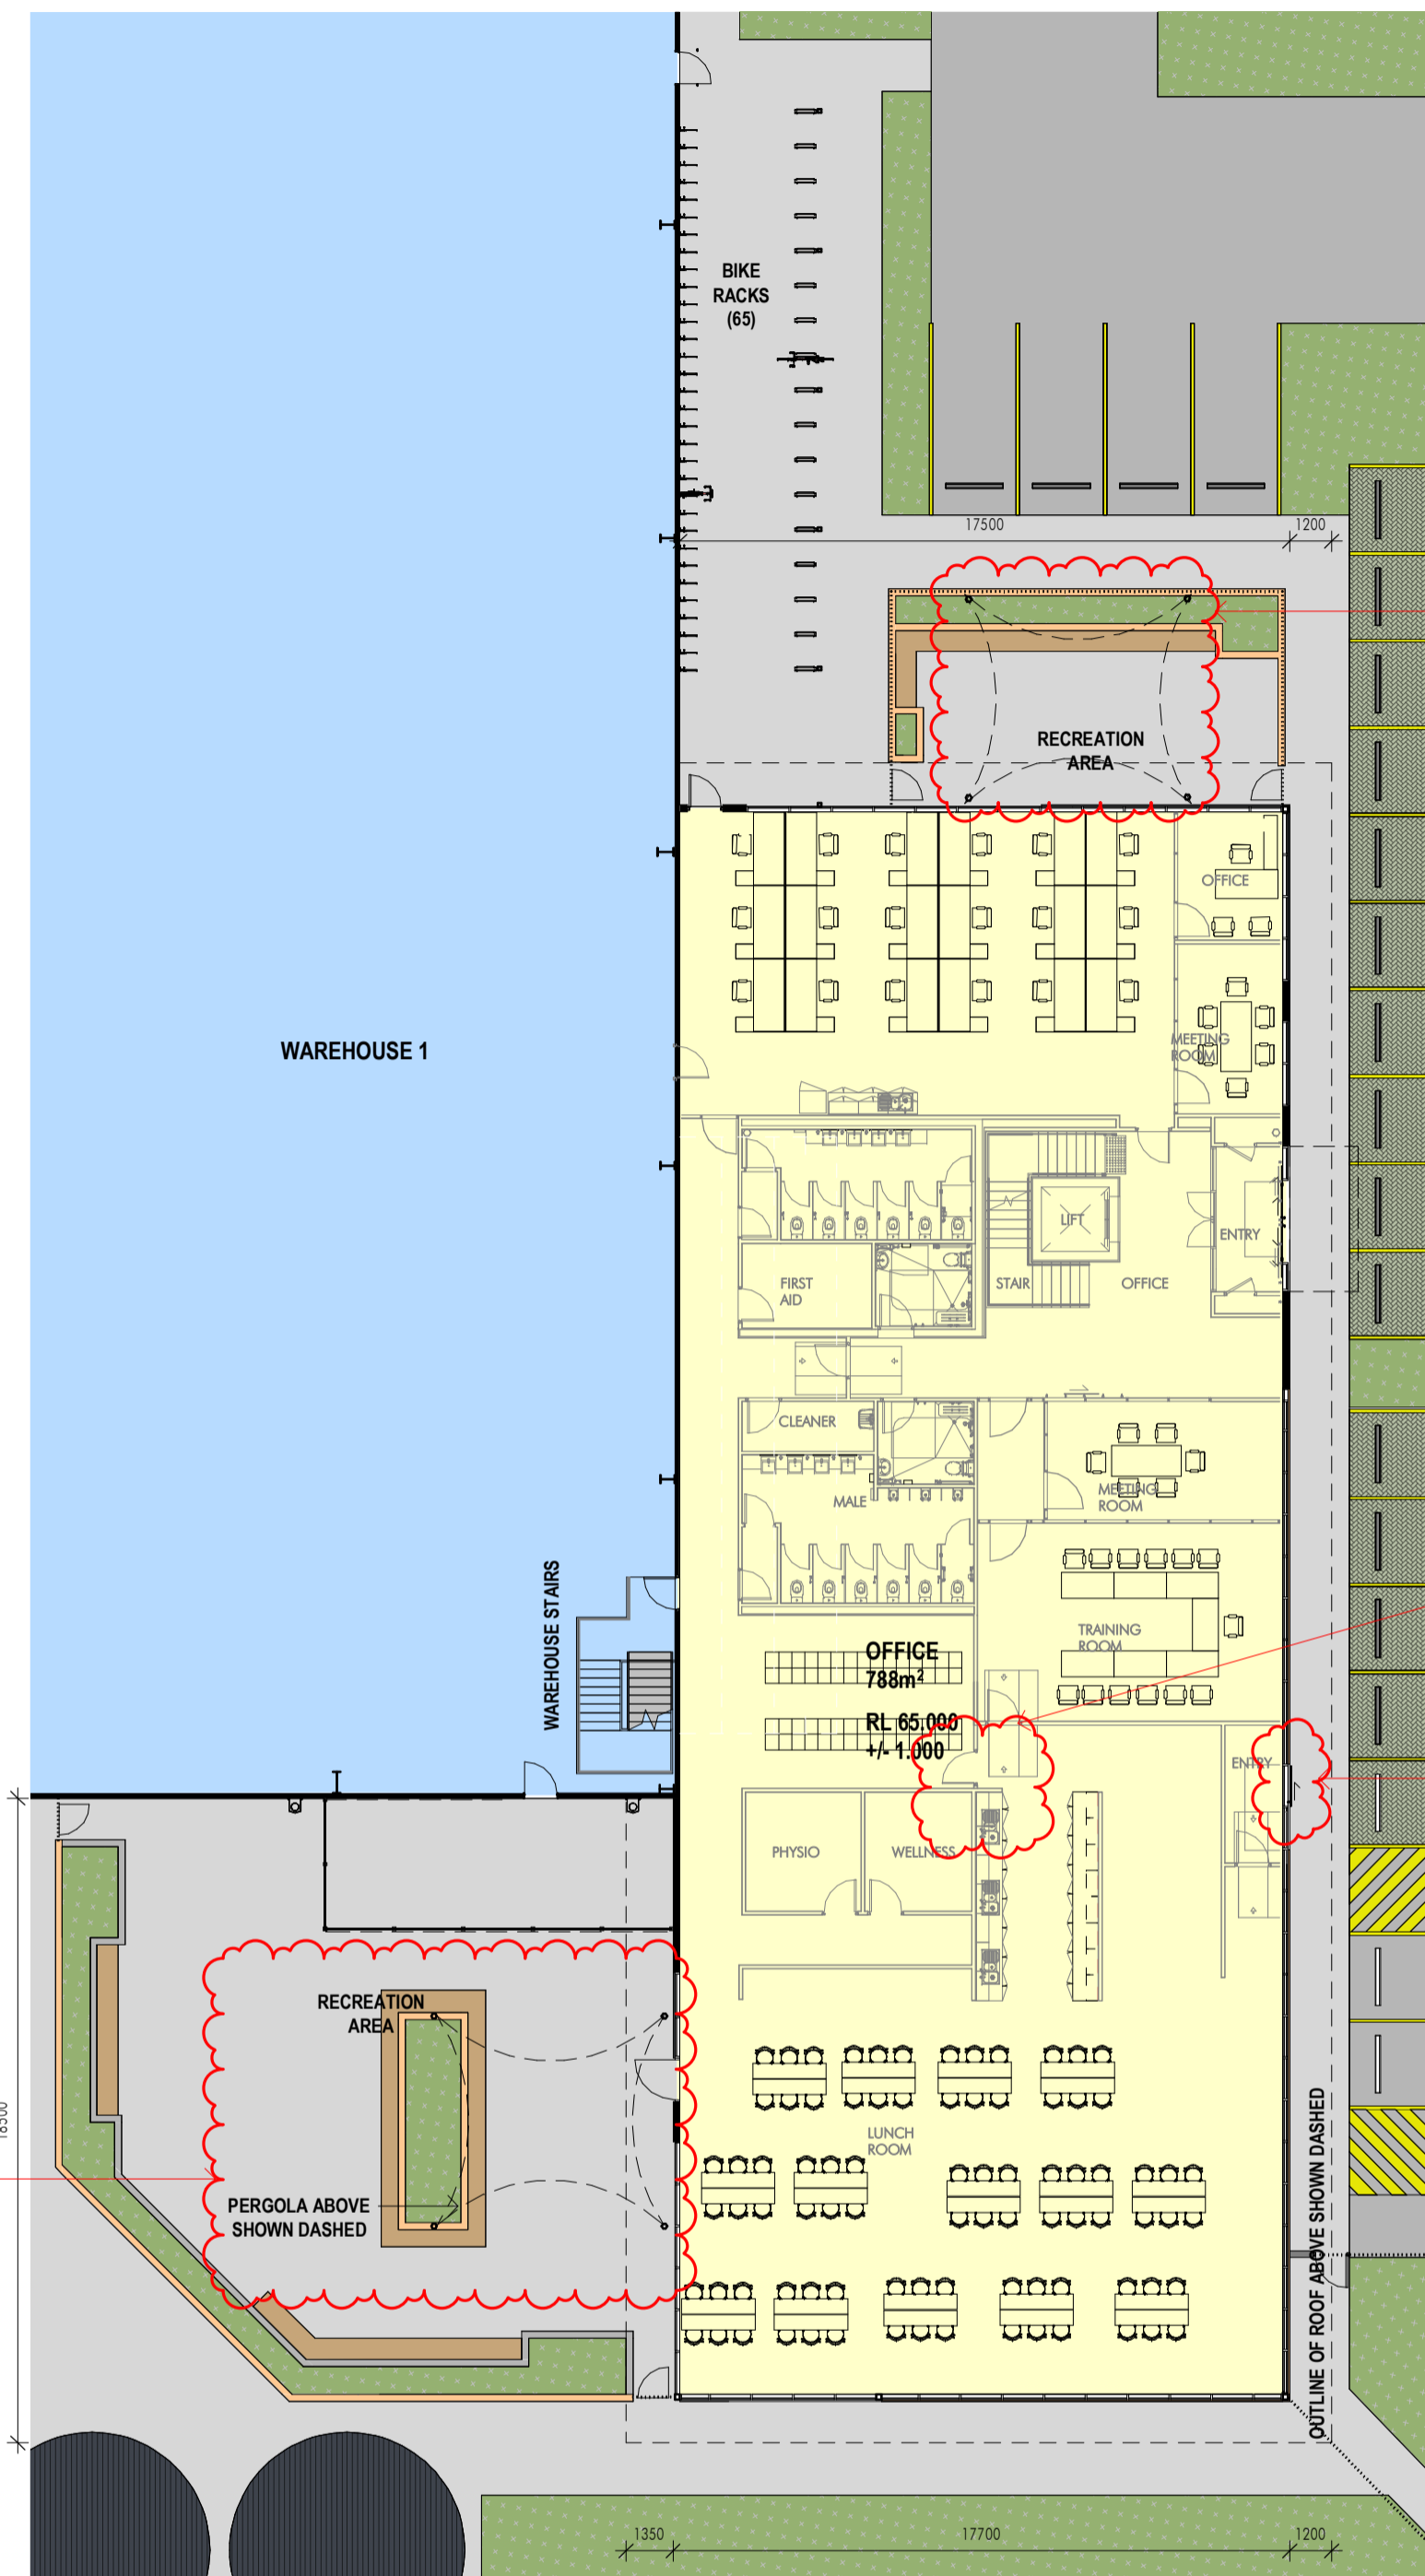 BIKE
RACKS
(65)
17500
1200
RECREATION
AREA
OFFICE
MEETING
ROOM
WAREHOUSE 1
LIFT
ENTRY
FIRST
AID
STAIR
OFFICE
CLEANER
MALE
MEETING
ROOM
WAREHOUSE STAIRS
TRAINING
ROOM
OFFICE
788m²
RL 65.000
+/- 1.000
ENTRY
PHYSIO
WELLNESS
RECREATION
AREA
LUNCH
ROOM
18500
PERGOLA ABOVE
SHOWN DASHED
OUTLINE OF ROOF ABOVE SHOWN DASHED
1350
17700
1200